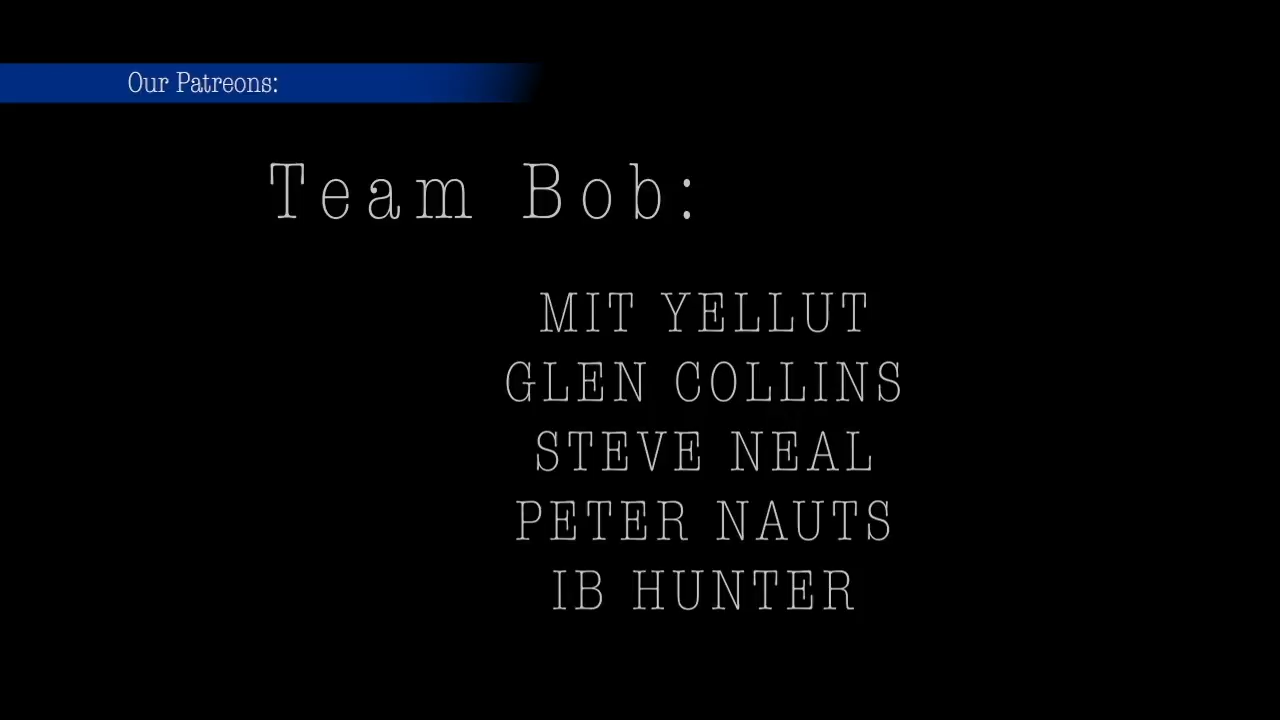 Our Patreons:
Team Bob:
MIT YELLUT
GLEN COLLINS
STEVE NEAL
PETER NAUTS
IB HUNTER